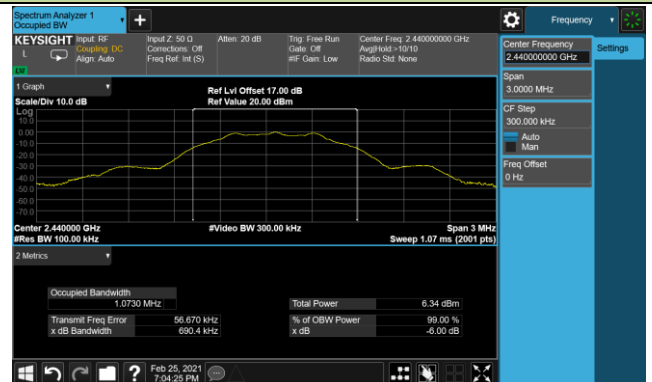 Spectrum Analyzer 1
Occupied BW
Frequency
KEYSIGHT
L
Input: RF
Coupling: DC
Align: Auto
Input Z: 50 Ω
Corrections: Off
Freq Ref: Int (S)
Atten: 20 dB
Trig: Free Run
Gate: Off
#IF Gain: Low
Center Freq: 2.440000000 GHz
Avg|Hold:>10/10
Radio Std: None
Center Frequency
2.440000000 GHz
Settings
Span
3.0000 MHz
CF Step
300.000 kHz
Auto
Man
Freq Offset
0 Hz
1 Graph
Scale/Div 10.0 dB
Ref Lvl Offset 17.00 dB
Ref Value 20.00 dBm
Log
10.0
0.00
-10.0
-20.0
-30.0
-40.0
-50.0
-60.0
-70.0
Center 2.440000 GHz
#Res BW 100.00 kHz
#Video BW 300.00 kHz
Span 3 MHz
Sweep 1.07 ms (2001 pts)
2 Metrics
Occupied Bandwidth
1.0730 MHz
Total Power 6.34 dBm
Transmit Freq Error 56.670 kHz
% of OBW Power 99.00 %
x dB Bandwidth 690.4 kHz
x dB -6.00 dB
Feb 25, 2021
7:04:25 PM